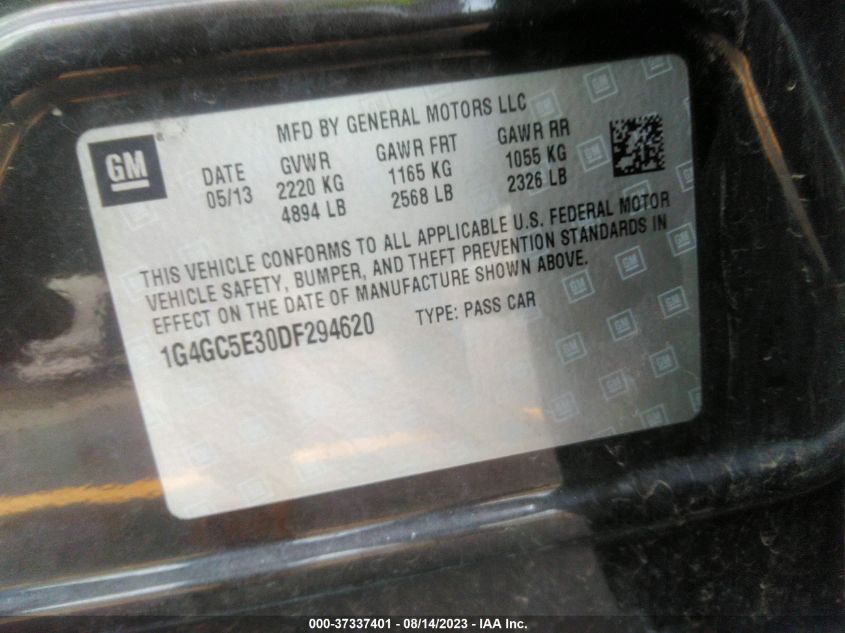 GM
MFD BY GENERAL MOTORS LLC
DATE GVWR GAWR FRT GAWR RR
05/13 2220 KG 1165 KG 1055 KG
4894 LB 2568 LB 2326 LB
THIS VEHICLE CONFORMS TO ALL APPLICABLE U.S. FEDERAL MOTOR
VEHICLE SAFETY, BUMPER, AND THEFT PREVENTION STANDARDS IN
EFFECT ON THE DATE OF MANUFACTURE SHOWN ABOVE.
1G4GC5E30DF294620 TYPE: PASS CAR
000-37337401 - 08/14/2023 - IAA Inc.